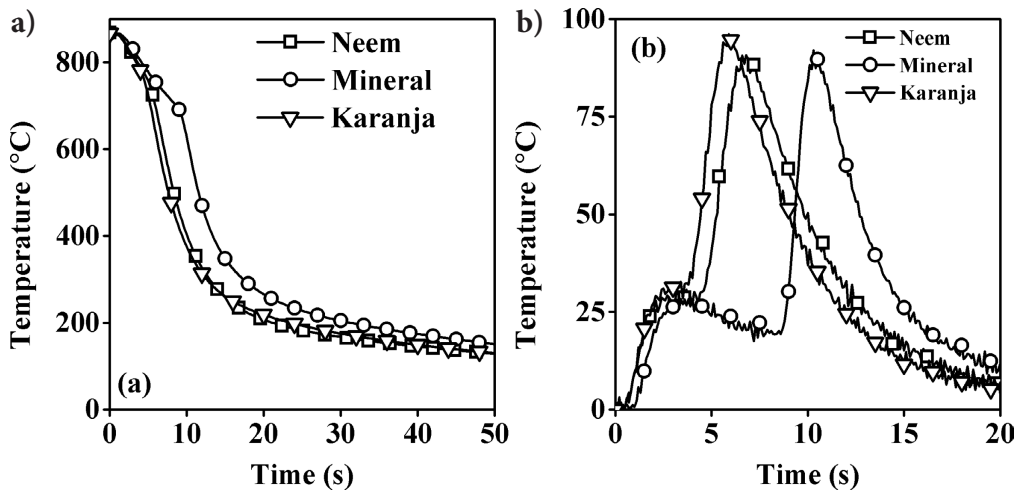 a)
Temperature (°C)
800
600
400
200
0
Neem
Mineral
Karanja
(a)
0 10 20 30 40 50
Time (s)
b)
Temperature (°C)
100
75
50
25
0
(b)
Neem
Mineral
Karanja
0 5 10 15 20
Time (s)